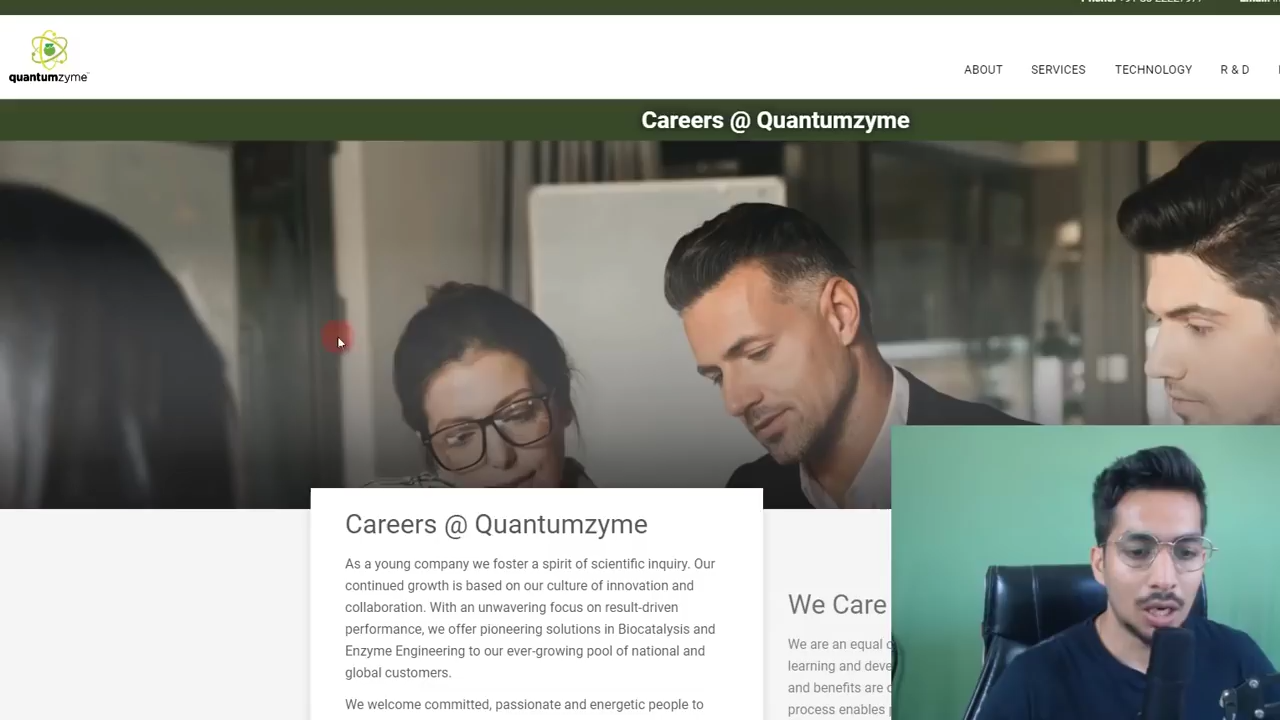 quantumzyme
ABOUT SERVICES TECHNOLOGY R & D
Careers @ Quantumzyme
Careers @ Quantumzyme
As a young company we foster a spirit of scientific inquiry. Our
continued growth is based on our culture of innovation and
collaboration. With an unwavering focus on result-driven
performance, we offer pioneering solutions in Biocatalysis and
Enzyme Engineering to our ever-growing pool of national and
global customers.
We welcome committed, passionate and energetic people to
We Care
We are an equal
learning and deve
and benefits are
process enables